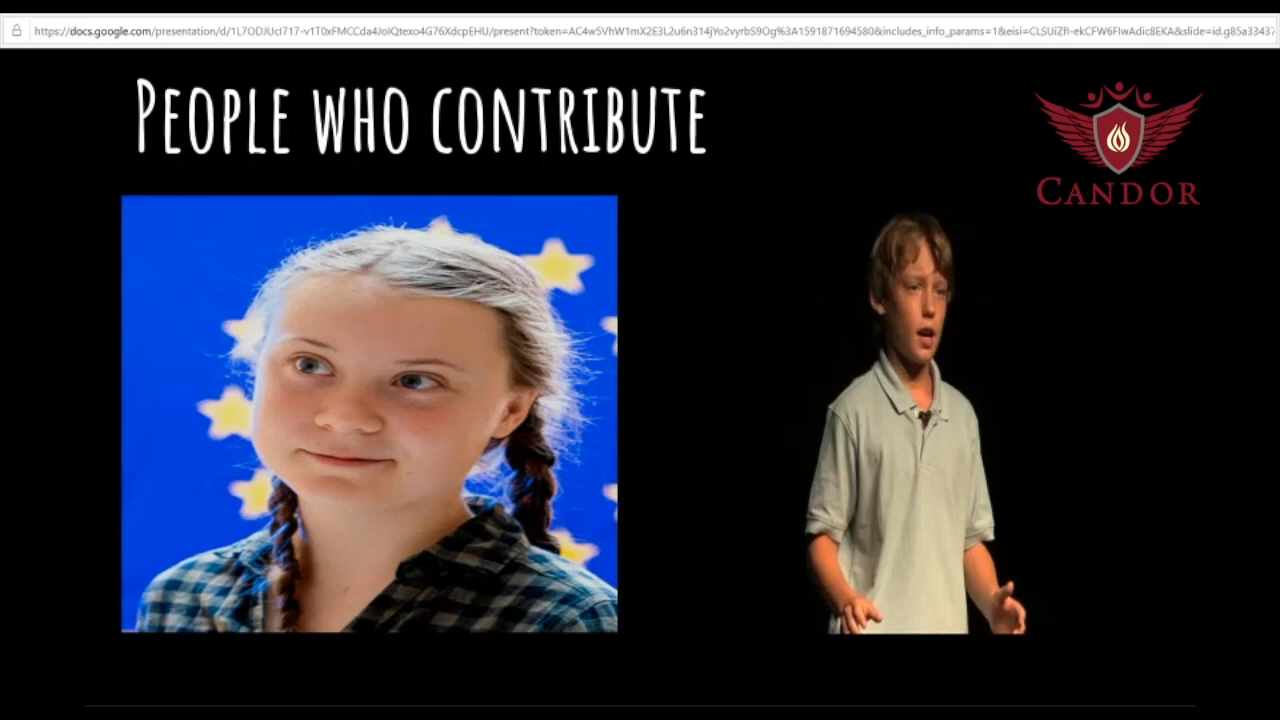 https://docs.google.com/presentation/d/1L7ODJUcI717-v1T0xFMCCda4JoIQtexo4G76XdcpEHU/present?token=AC4w5VhW1mX2E3L2u6n314jYo2vyrbS9Og%3A1591871694580&includes_info_params=1&eisi=CLSUiZfI-ekCFW6FIwAdic8EKA&slide=id.g85a33437
PEOPLE WHO CONTRIBUTE
CANDOR